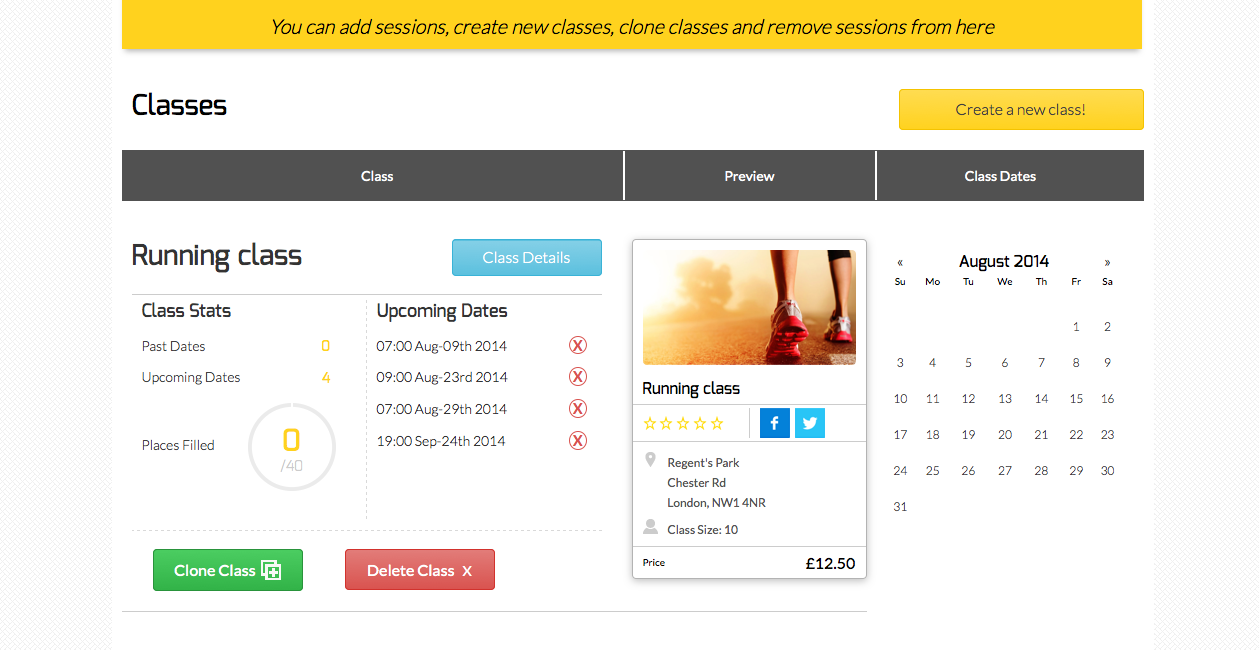 You can add sessions, create new classes, clone classes and remove sessions from here
Classes
Create a new class!
Class
Preview
Class Dates
Running class
Class Details
Class Stats
Past Dates 0
Upcoming Dates 4
Places Filled
0
/40
Upcoming Dates
07:00 Aug-09th 2014 X
09:00 Aug-23rd 2014 X
07:00 Aug-29th 2014 X
19:00 Sep-24th 2014 X
Clone Class
Delete Class X
Running class
f
Regent's Park
Chester Rd
London, NW1 4NR
Class Size: 10
Price £12.50
« August 2014 »
Su Mo Tu We Th Fr Sa
1 2
3 4 5 6 7 8 9
10 11 12 13 14 15 16
17 18 19 20 21 22 23
24 25 26 27 28 29 30
31